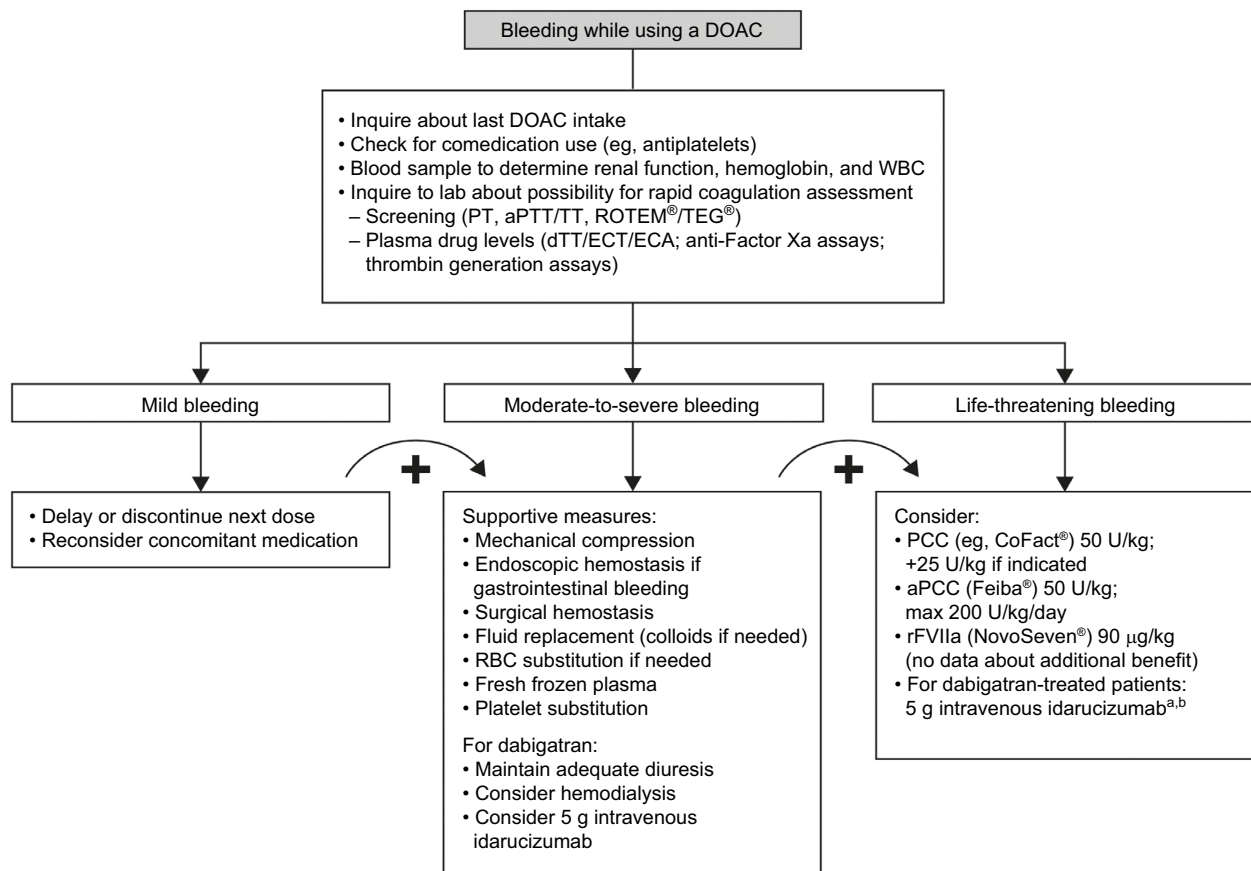 Bleeding while using a DOAC
• Inquire about last DOAC intake
• Check for comedication use (eg, antiplatelets)
• Blood sample to determine renal function, hemoglobin, and WBC
• Inquire to lab about possibility for rapid coagulation assessment
– Screening (PT, aPTT/TT, ROTEM®/TEG®)
– Plasma drug levels (dTT/ECT/ECA; anti-Factor Xa assays;
thrombin generation assays)
Mild bleeding
Moderate-to-severe bleeding
Life-threatening bleeding
+
+
• Delay or discontinue next dose
• Reconsider concomitant medication
Supportive measures:
• Mechanical compression
• Endoscopic hemostasis if
gastrointestinal bleeding
• Surgical hemostasis
• Fluid replacement (colloids if needed)
• RBC substitution if needed
• Fresh frozen plasma
• Platelet substitution
For dabigatran:
• Maintain adequate diuresis
• Consider hemodialysis
• Consider 5 g intravenous
idarucizumab
Consider:
• PCC (eg, CoFact®) 50 U/kg;
+25 U/kg if indicated
• aPCC (Feiba®) 50 U/kg;
max 200 U/kg/day
• rFVIIa (NovoSeven®) 90 μg/kg
(no data about additional benefit)
• For dabigatran-treated patients:
5 g intravenous idarucizumab^a,b